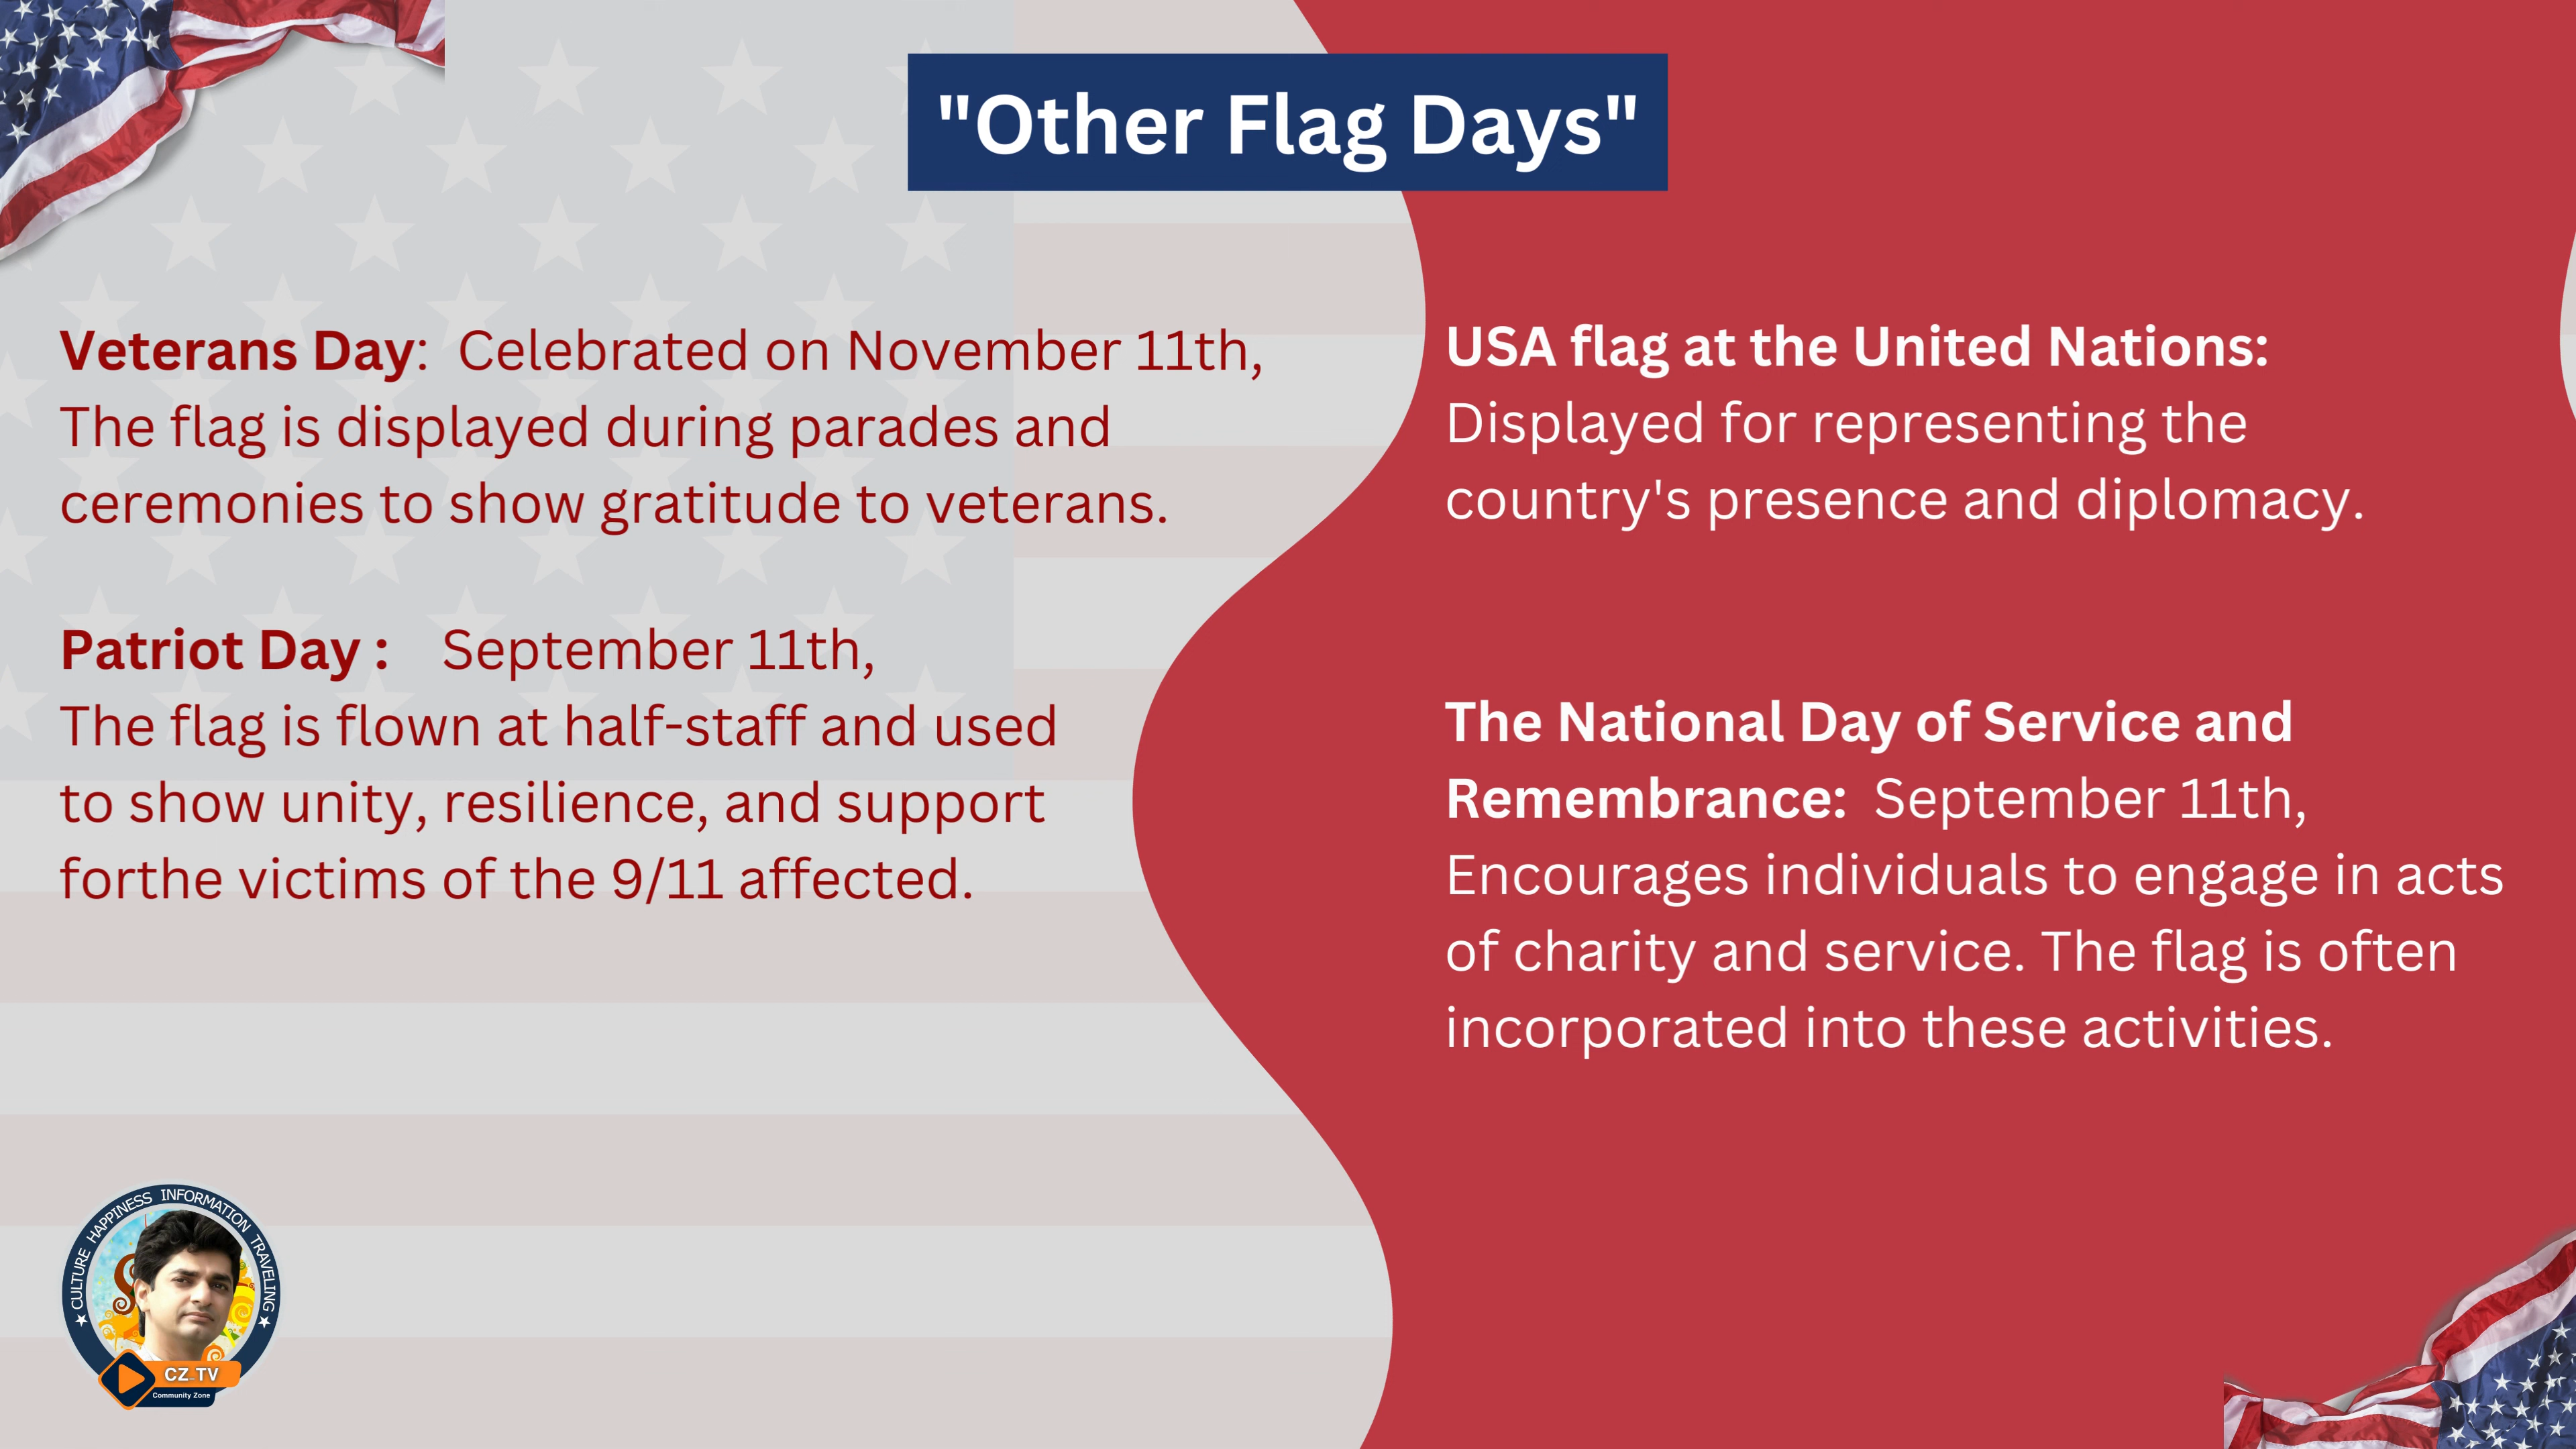 "Other Flag Days"
Veterans Day:  Celebrated on November 11th,
The flag is displayed during parades and
ceremonies to show gratitude to veterans.
Patriot Day :    September 11th,
The flag is flown at half-staff and used
to show unity, resilience, and support
forthe victims of the 9/11 affected.
USA flag at the United Nations:
Displayed for representing the
country's presence and diplomacy.
The National Day of Service and
Remembrance:  September 11th,
Encourages individuals to engage in acts
of charity and service. The flag is often
incorporated into these activities.
CULTURE HAPPINESS INFORMATION TRAVELING
CZ-TV
Community Zone